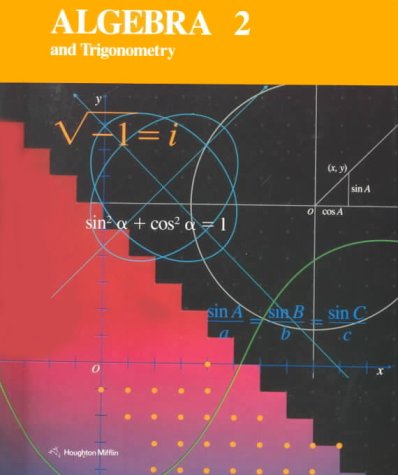 ALGEBRA 2
and Trigonometry
y
√−1 = i
(x, y)
sin A
O
cos A
sin² α + cos² α = 1
sin A/a = sin B/b = sin C/c
O
x
Houghton Mifflin